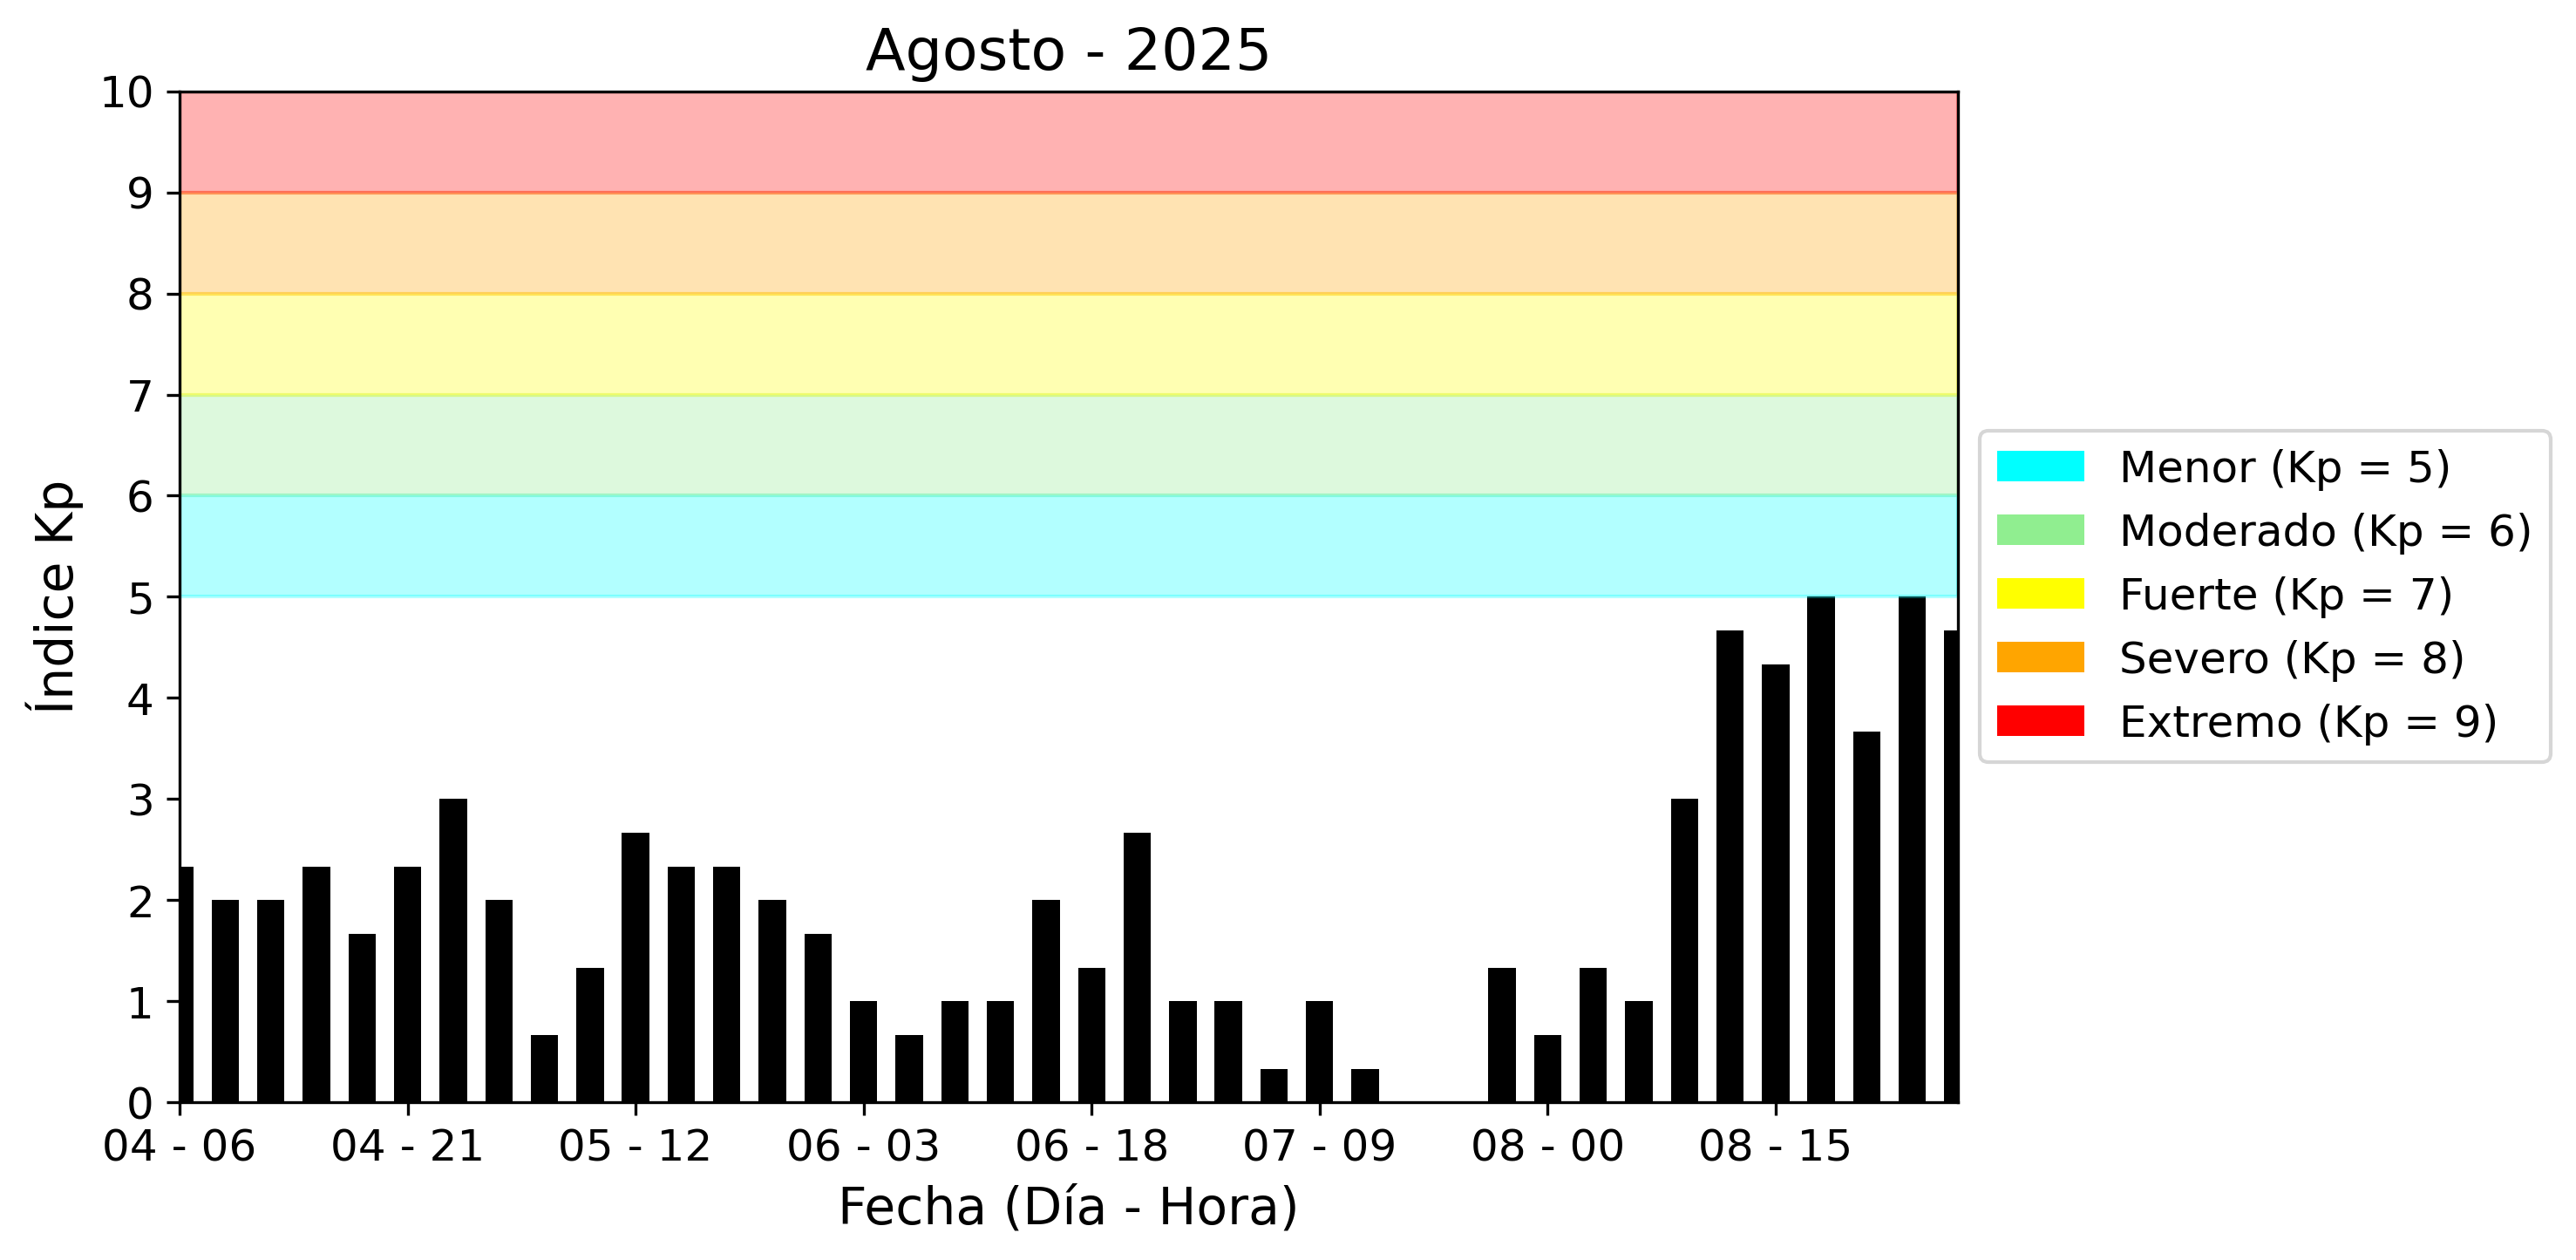 Agosto - 2025
10
9
8
7
6
5
4
3
2
1
0
Índice Kp
04 - 06
04 - 21
05 - 12
06 - 03
06 - 18
07 - 09
08 - 00
08 - 15
Fecha (Día - Hora)
Menor (Kp = 5)
Moderado (Kp = 6)
Fuerte (Kp = 7)
Severo (Kp = 8)
Extremo (Kp = 9)